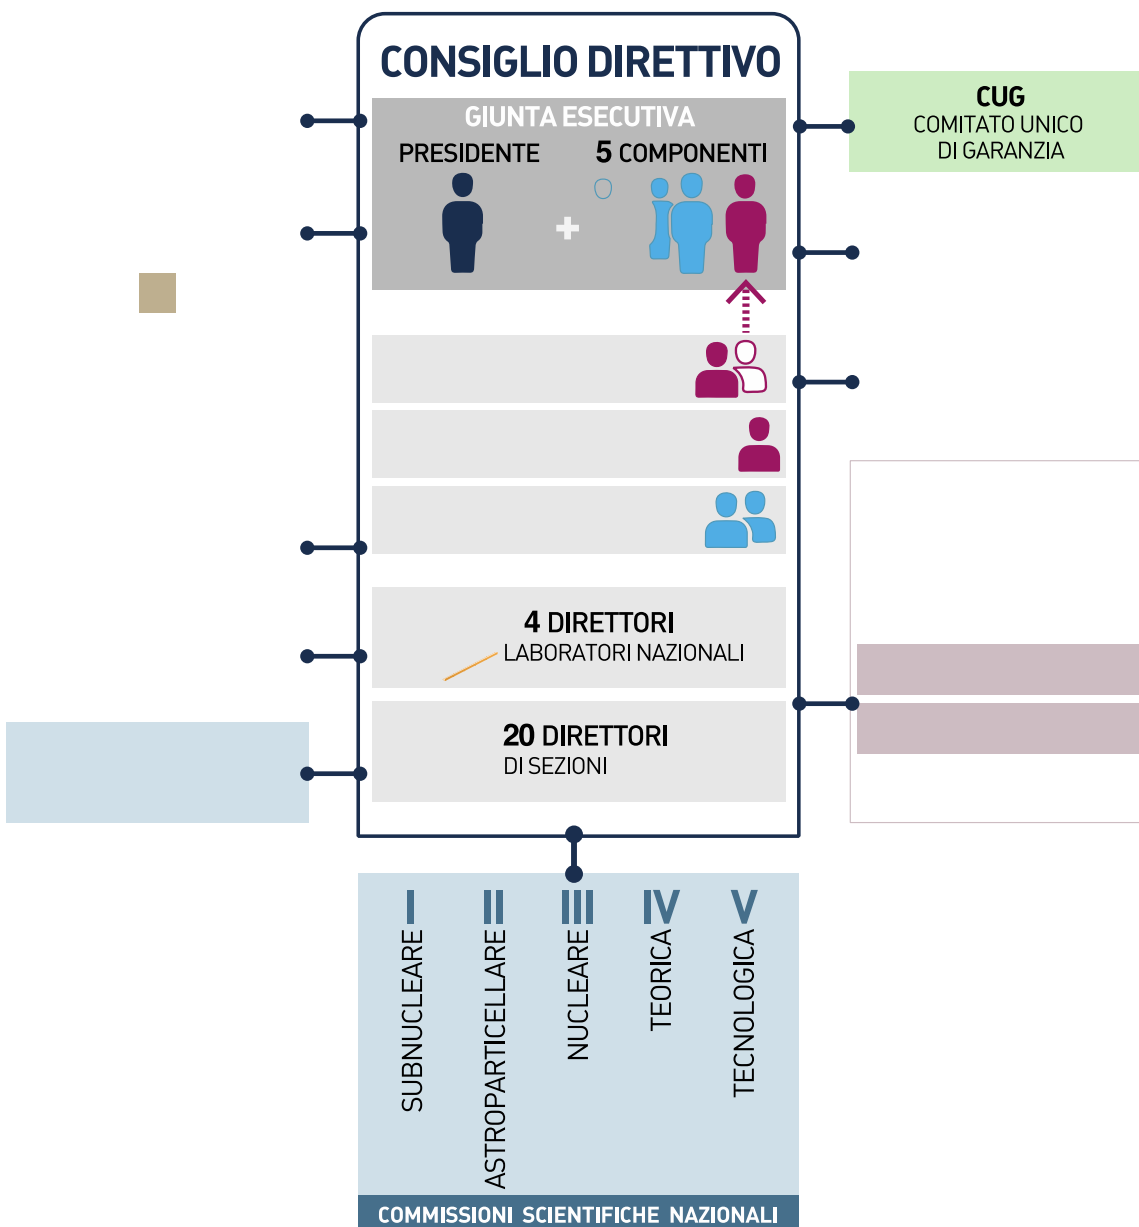 CONSIGLIO DIRETTIVO
GIUNTA ESECUTIVA
PRESIDENTE
5 COMPONENTI
+
CUG
COMITATO UNICO
DI GARANZIA
4 DIRETTORI
LABORATORI NAZIONALI
20 DIRETTORI
DI SEZIONI
I
SUBNUCLEARE
II
ASTROPARTICELLARE
III
NUCLEARE
IV
TEORICA
V
TECNOLOGICA
COMMISSIONI SCIENTIFICHE NAZIONALI